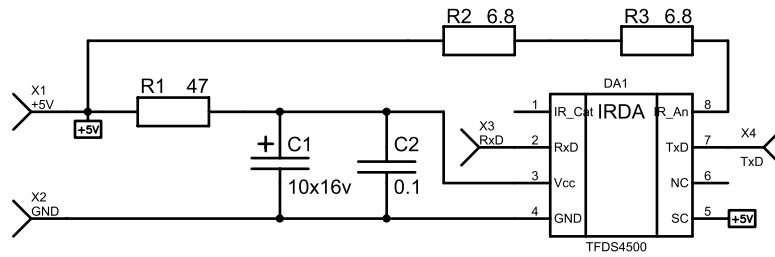 R2 6.8 R3 6.8
X1
+5V
R1 47
+5V
DA1
1 IR_Cat IRDA IR_An 8
X3
RxD
2 RxD TxD 7
X4
TxD
C1
10x16v
C2
0.1
3 Vcc NC 6
X2
GND
4 GND SC 5 +5V
TFDS4500